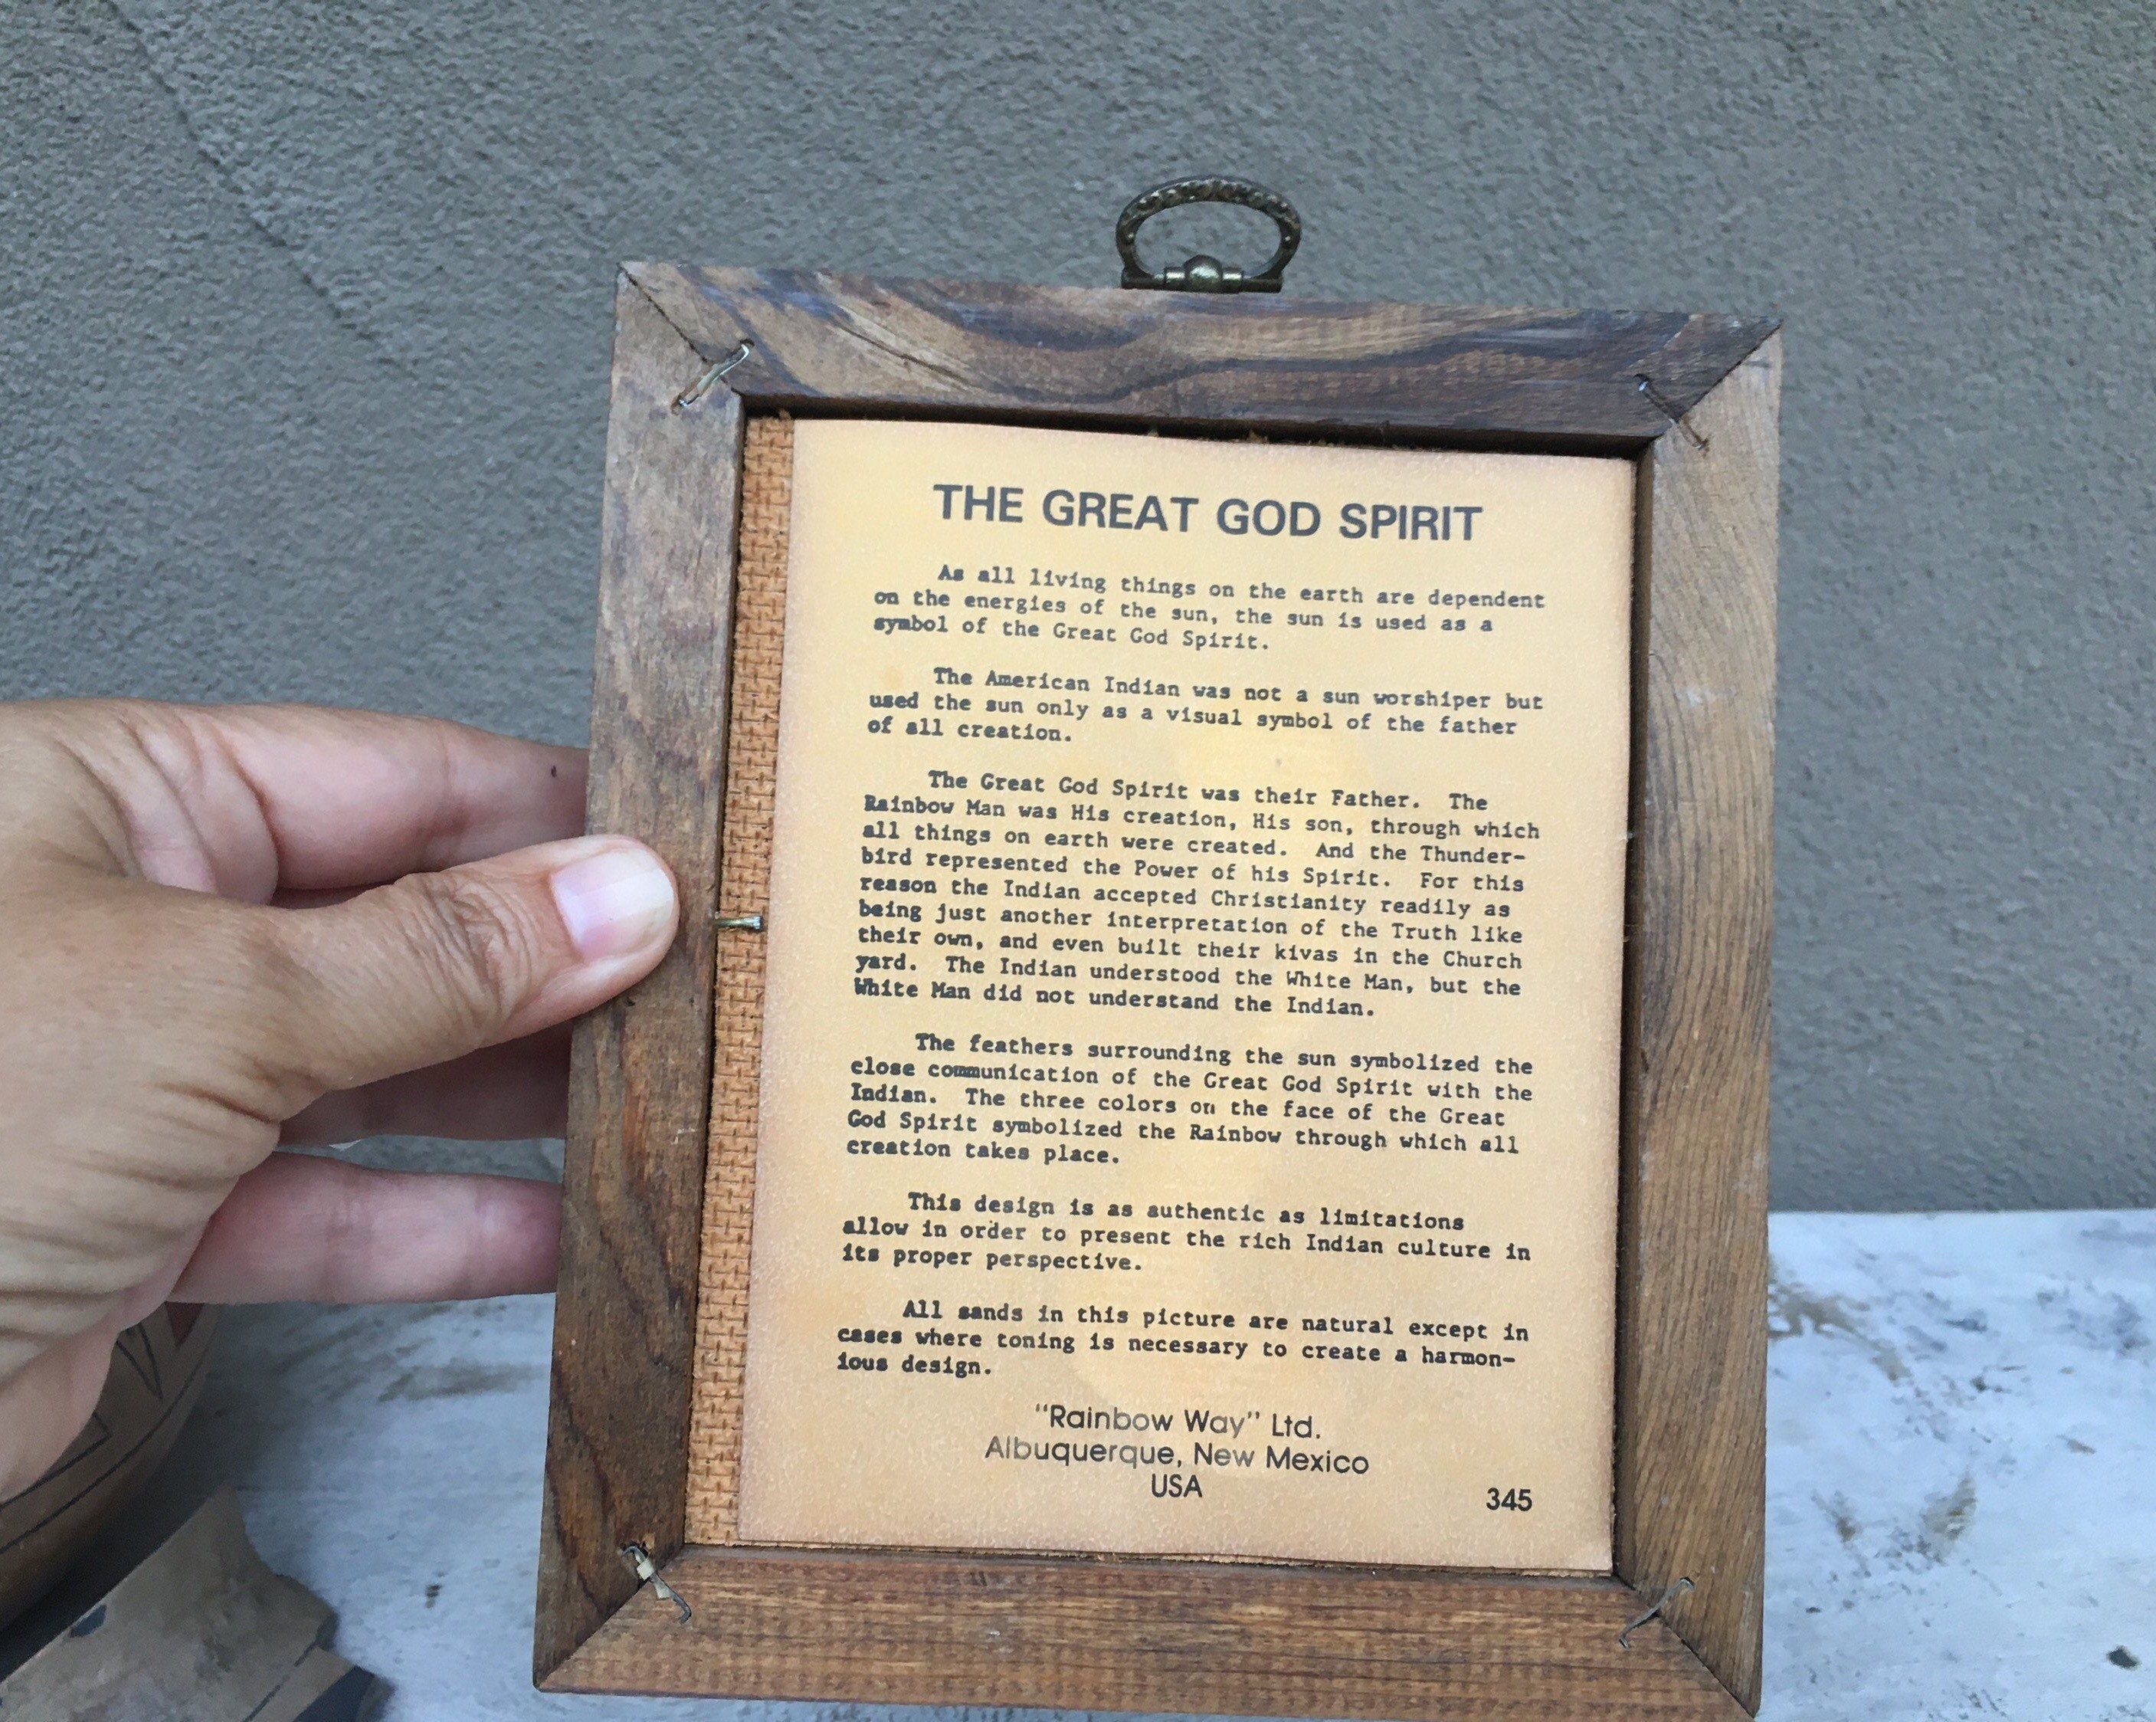 THE GREAT GOD SPIRIT
As all living things on the earth are dependent
on the energies of the sun, the sun is used as a
symbol of the Great God Spirit.
The American Indian was not a sun worshiper but
used the sun only as a visual symbol of the father
of all creation.
The Great God Spirit was their Father. The
Rainbow Man was His creation, His son, through which
all things on earth were created. And the Thunder-
bird represented the Power of his Spirit. For this
reason the Indian accepted Christianity readily as
being just another interpretation of the Truth like
their own, and even built their kivas in the Church
yard. The Indian understood the White Man, but the
White Man did not understand the Indian.
The feathers surrounding the sun symbolized the
close communication of the Great God Spirit with the
Indian. The three colors on the face of the Great
God Spirit symbolized the Rainbow through which all
creation takes place.
This design is as authentic as limitations
allow in order to present the rich Indian culture in
its proper perspective.
All sands in this picture are natural except in
cases where toning is necessary to create a harmon-
ious design.
"Rainbow Way" Ltd.
Albuquerque, New Mexico
USA
345